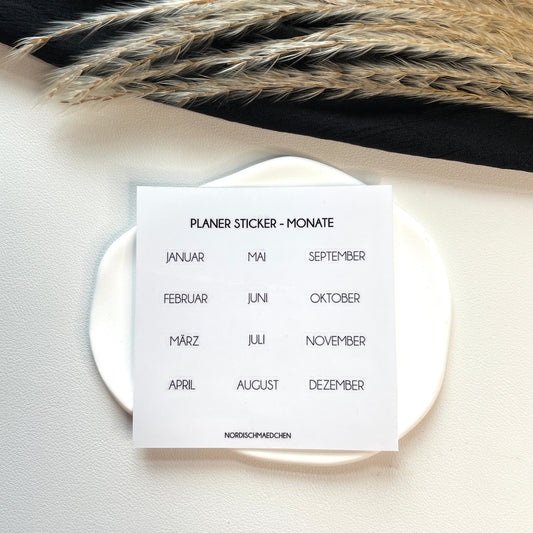 PLANER STICKER - MONATE
JANUAR MAI SEPTEMBER
FEBRUAR JUNI OKTOBER
MÄRZ JULI NOVEMBER
APRIL AUGUST DEZEMBER
NORDISCHMAEDCHEN